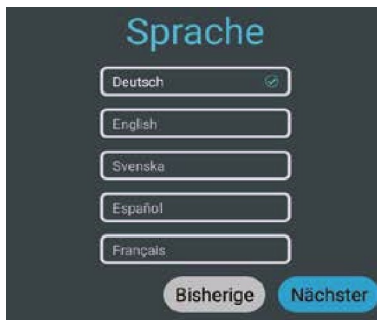 Sprache
Deutsch
English
Svenska
Español
Français
Bisherige Nächster